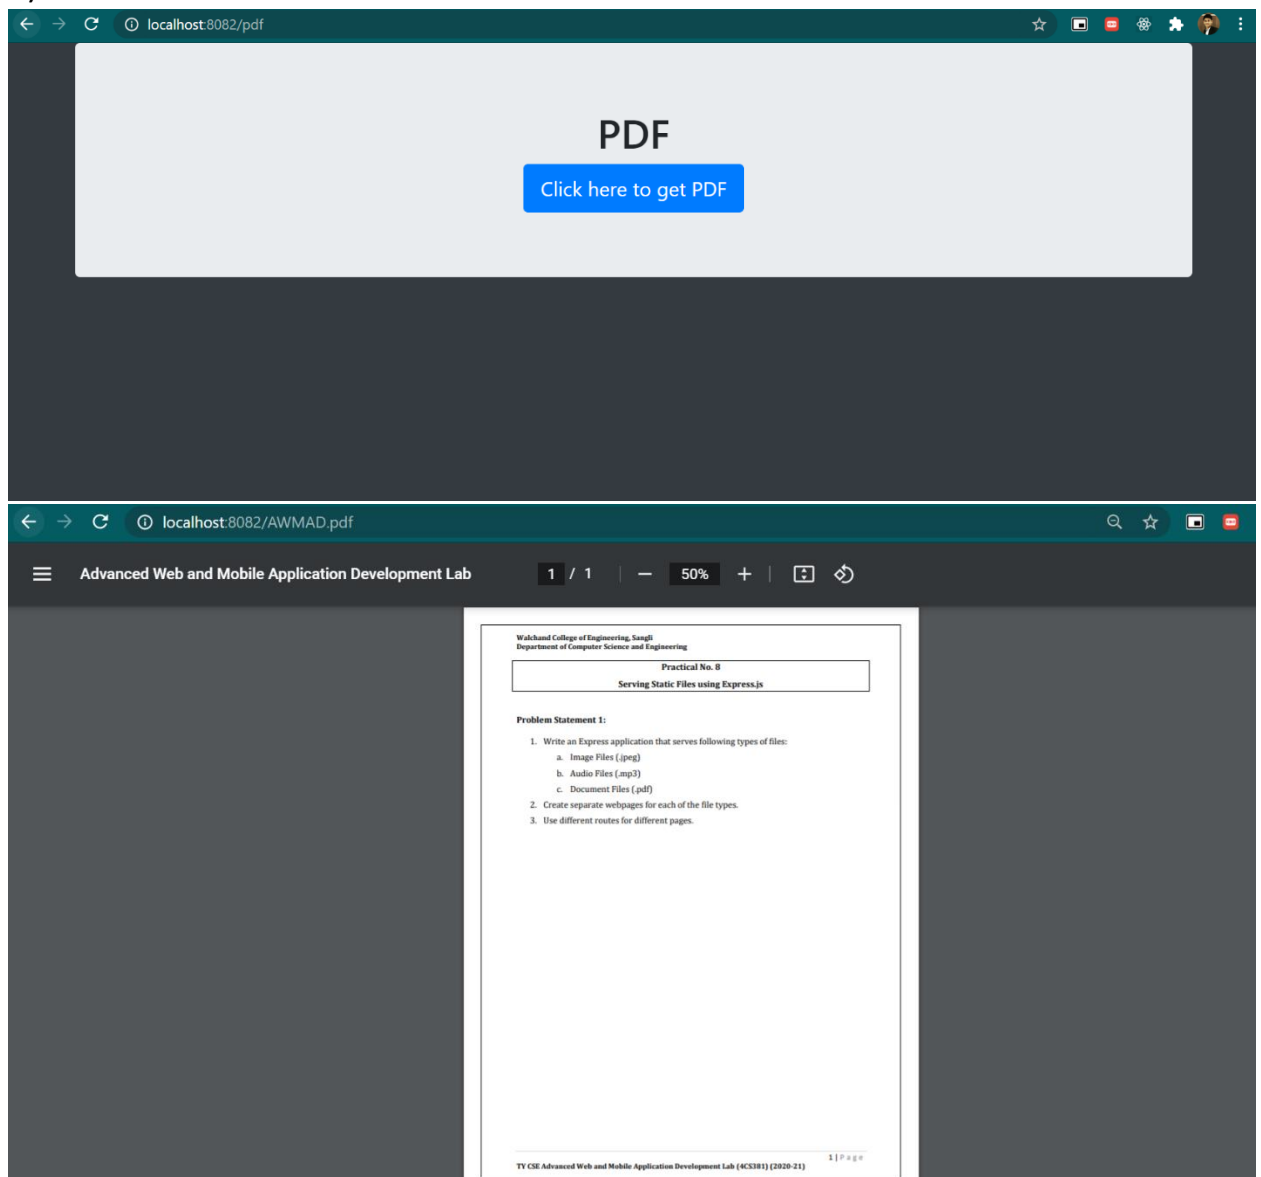 localhost:8082/pdf
PDF
Click here to get PDF
localhost:8082/AWMAD.pdf
Advanced Web and Mobile Application Development Lab 1 / 1 50%
Walchand College of Engineering, Sangli
Department of Computer Science and Engineering
Practical No. 8
Serving Static Files using Express.js
Problem Statement 1:
1. Write an Express application that serves following types of files:
a. Image Files (.jpeg)
b. Audio Files (.mp3)
c. Document Files (.pdf)
2. Create separate webpages for each of the file types.
3. Use different routes for different pages.
1 | Page
TY CSE Advanced Web and Mobile Application Development Lab (4CS381) (2020-21)